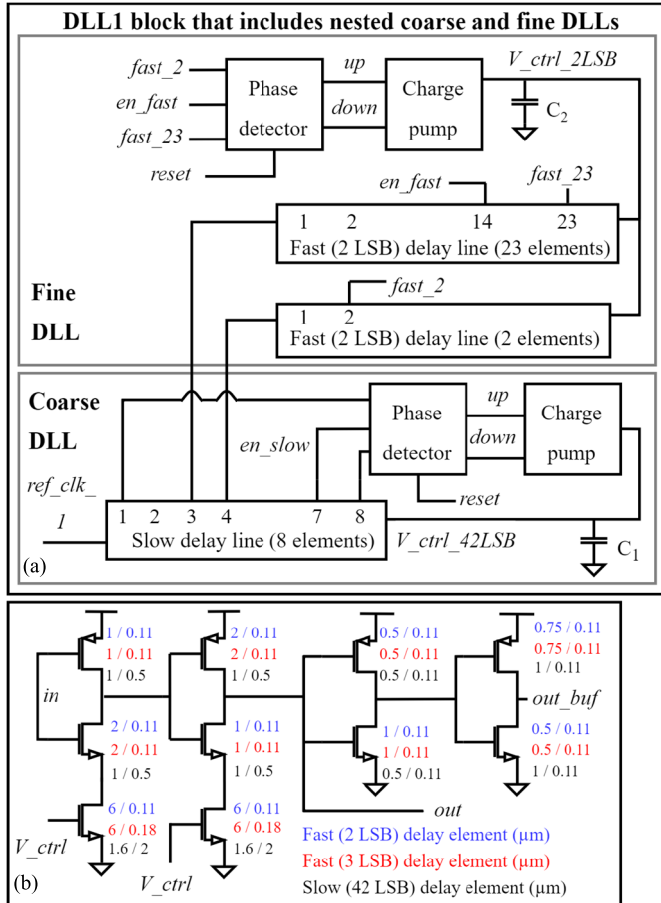 DLL1 block that includes nested coarse and fine DLLs
fast_2
en_fast
fast_23
reset
Phase
detector
up
down
Charge
pump
V_ctrl_2LSB
C2
en_fast
fast_23
1 2 14 23
Fast (2 LSB) delay line (23 elements)
fast_2
1 2
Fast (2 LSB) delay line (2 elements)
Fine
DLL
Coarse
DLL
Phase
detector
up
down
Charge
pump
en_slow
reset
ref_clk_
1
1 2 3 4 7 8
Slow delay line (8 elements)
V_ctrl_42LSB
C1
(a)
1 / 0.11
1 / 0.11
1 / 0.5
2 / 0.11
2 / 0.11
1 / 0.5
0.5 / 0.11
0.5 / 0.11
0.5 / 0.11
0.75 / 0.11
0.75 / 0.11
1 / 0.11
in
2 / 0.11
2 / 0.11
1 / 0.5
1 / 0.11
1 / 0.11
1 / 0.5
1 / 0.11
1 / 0.11
0.5 / 0.11
out_buf
0.5 / 0.11
0.5 / 0.11
1 / 0.11
6 / 0.11
6 / 0.18
1.6 / 2
6 / 0.11
6 / 0.18
1.6 / 2
V_ctrl
V_ctrl
out
Fast (2 LSB) delay element (μm)
Fast (3 LSB) delay element (μm)
Slow (42 LSB) delay element (μm)
(b)